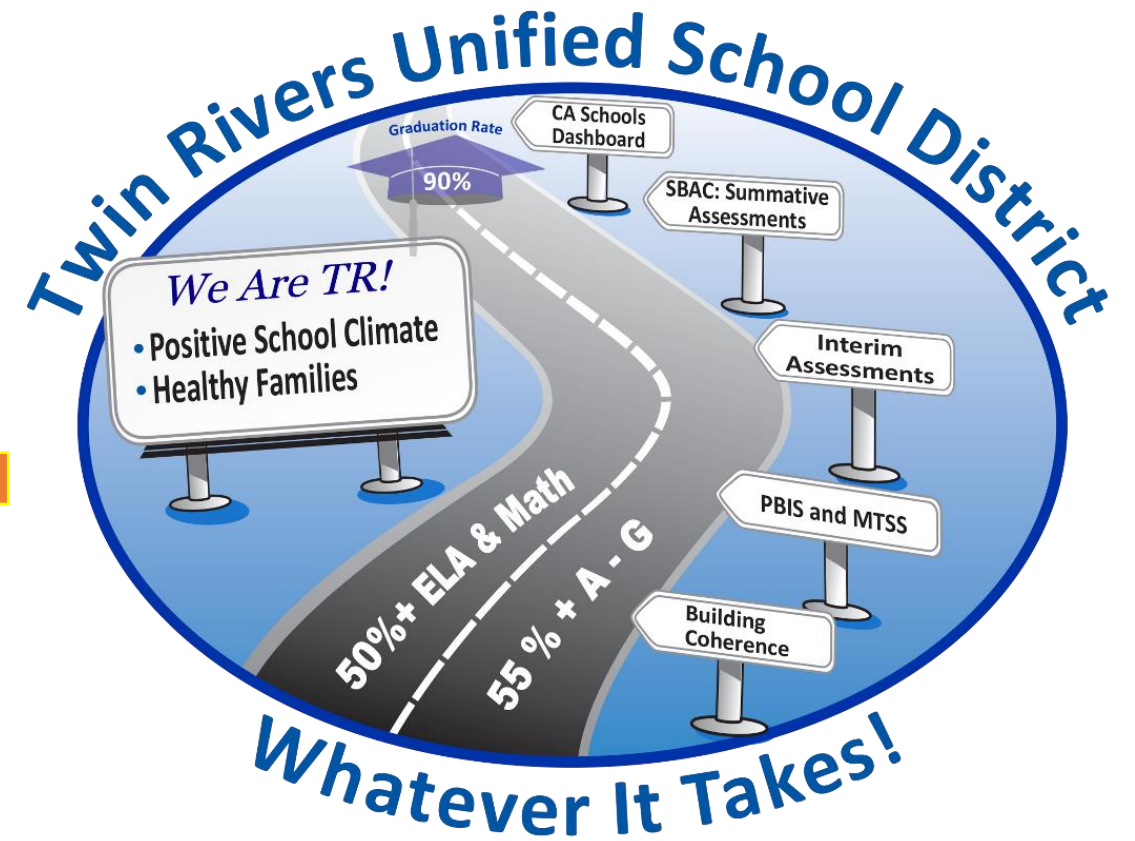 Twin Rivers Unified School District
Graduation Rate
90%
CA Schools
Dashboard
SBAC: Summative
Assessments
We Are TR!
• Positive School Climate
• Healthy Families
Interim
Assessments
PBIS and MTSS
50%+ ELA & Math
55 % + A - G
Building
Coherence
Whatever It Takes!